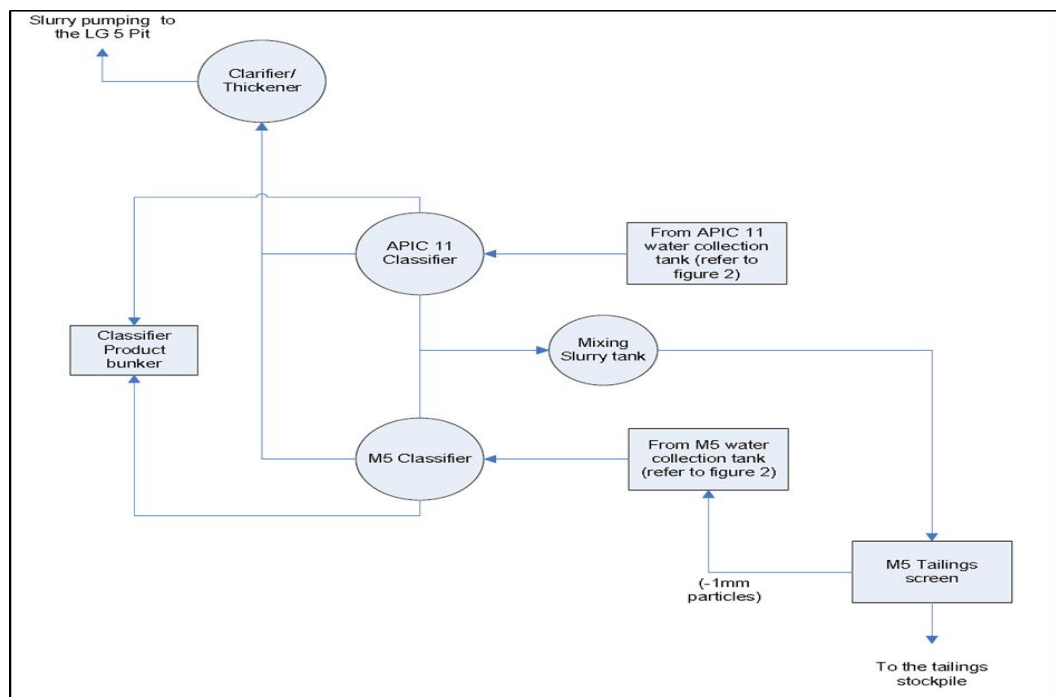 Slurry pumping to
the LG 5 Pit
Clarifier/
Thickener
APIC 11
Classifier
From APIC 11
water collection
tank (refer to
figure 2)
Classifier
Product
bunker
Mixing
Slurry tank
M5 Classifier
From M5 water
collection tank
(refer to figure 2)
M5 Tailings
screen
(-1mm
particles)
To the tailings
stockpile